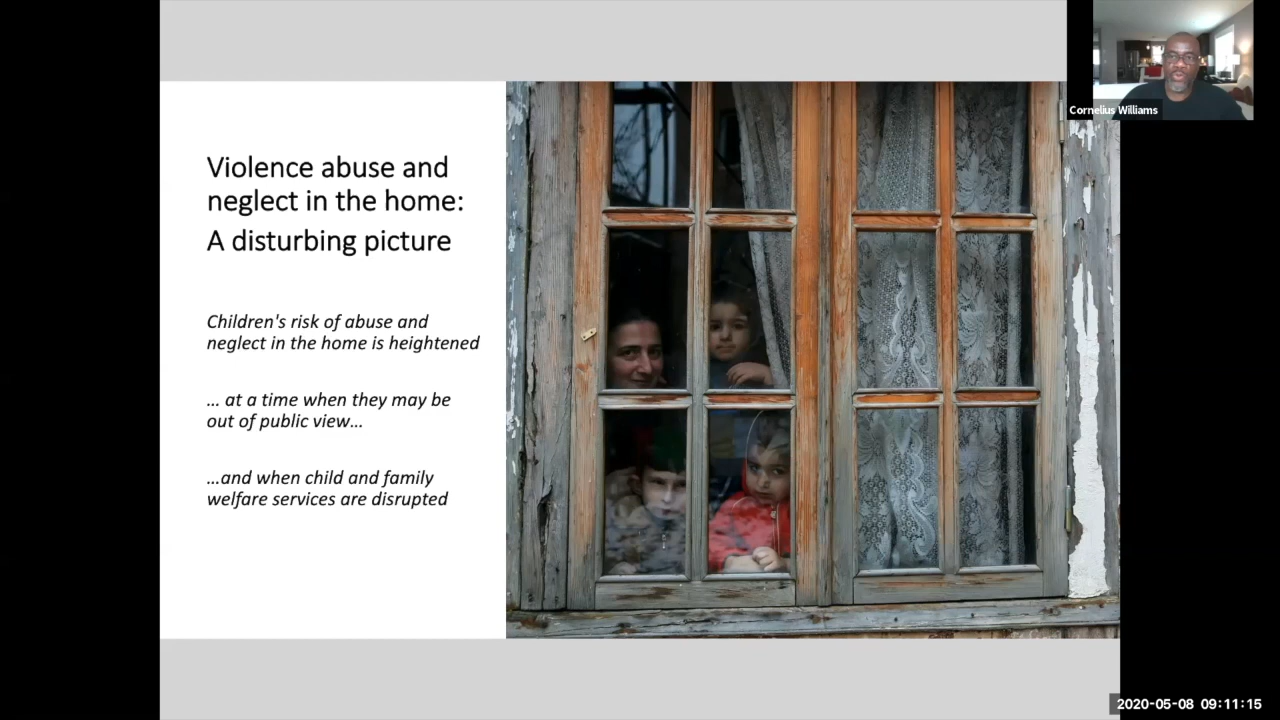 Cornelius Williams
Violence abuse and
neglect in the home:
A disturbing picture
Children's risk of abuse and
neglect in the home is heightened
... at a time when they may be
out of public view...
...and when child and family
welfare services are disrupted
2020-05-08 09:11:15